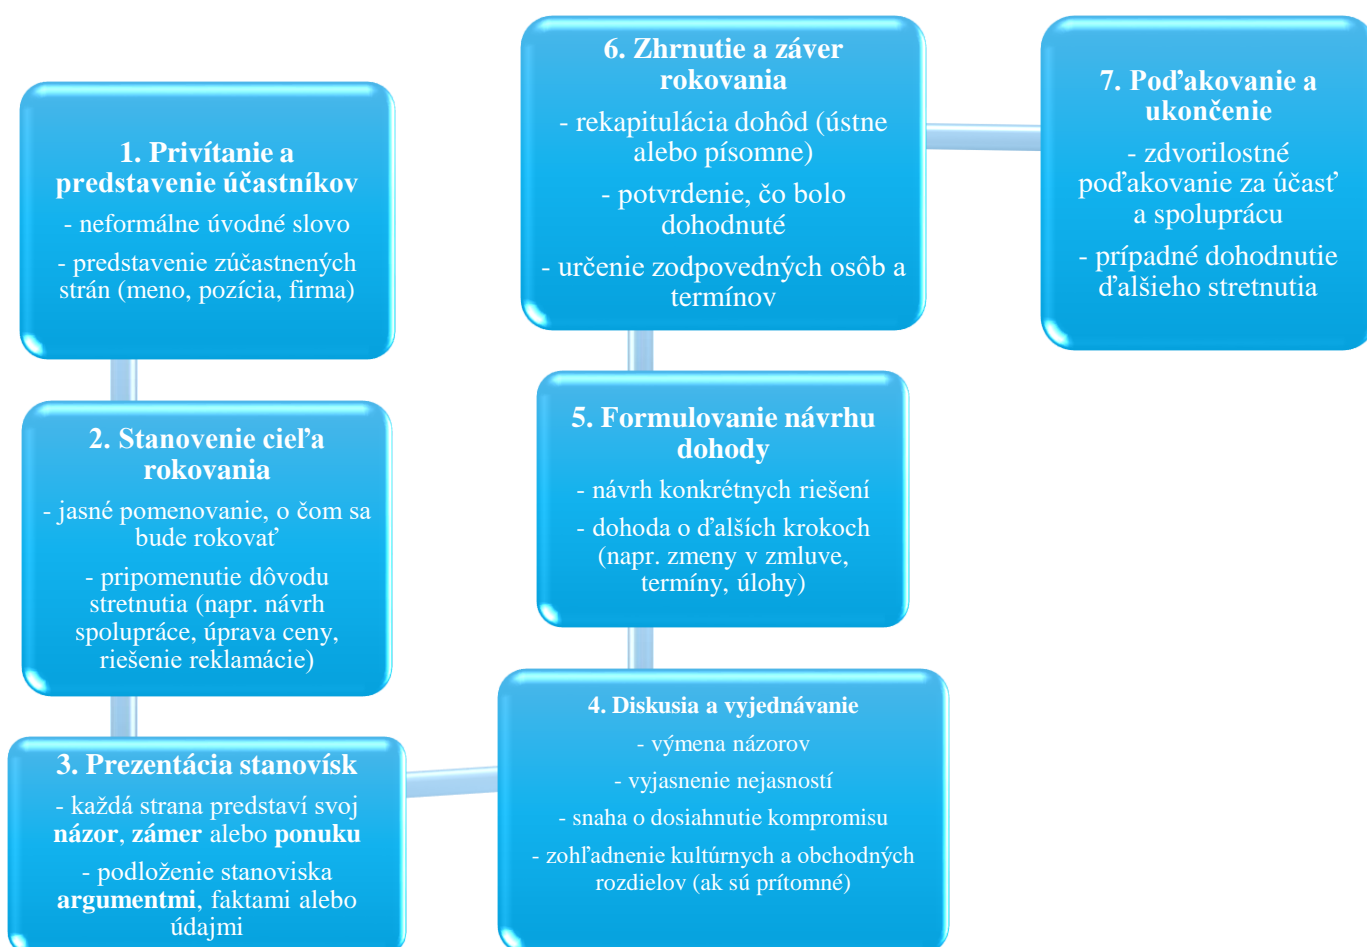 1. Privítanie a
predstavenie účastníkov
- neformálne úvodné slovo
- predstavenie zúčastnených
strán (meno, pozícia, firma)
2. Stanovenie cieľa
rokovania
- jasné pomenovanie, o čom sa
bude rokovať
- pripomenutie dôvodu
stretnutia (napr. návrh
spolupráce, úprava ceny,
riešenie reklamácie)
3. Prezentácia stanovísk
- každá strana predstaví svoj
názor, zámer alebo ponuku
- podloženie stanoviska
argumentmi, faktami alebo
údajmi
4. Diskusia a vyjednávanie
- výmena názorov
- vyjasnenie nejasností
- snaha o dosiahnutie kompromisu
- zohľadnenie kultúrnych a obchodných
rozdielov (ak sú prítomné)
5. Formulovanie návrhu
dohody
- návrh konkrétnych riešení
- dohoda o ďalších krokoch
(napr. zmeny v zmluve,
termíny, úlohy)
6. Zhrnutie a záver
rokovania
- rekapitulácia dohôd (ústne
alebo písomne)
- potvrdenie, čo bolo
dohodnuté
- určenie zodpovedných osôb a
termínov
7. Poďakovanie a
ukončenie
- zdvorilostné
poďakovanie za účasť
a spoluprácu
- prípadné dohodnutie
ďalšieho stretnutia